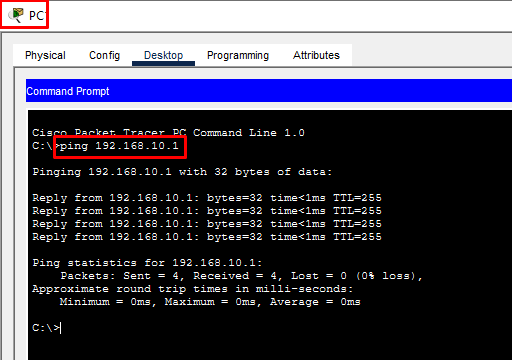 PC
Physical Config Desktop Programming Attributes
Command Prompt
Cisco Packet Tracer PC Command Line 1.0
C:\>ping 192.168.10.1
Pinging 192.168.10.1 with 32 bytes of data:
Reply from 192.168.10.1: bytes=32 time<1ms TTL=255
Reply from 192.168.10.1: bytes=32 time<1ms TTL=255
Reply from 192.168.10.1: bytes=32 time<1ms TTL=255
Reply from 192.168.10.1: bytes=32 time<1ms TTL=255
Ping statistics for 192.168.10.1:
Packets: Sent = 4, Received = 4, Lost = 0 (0% loss),
Approximate round trip times in milli-seconds:
Minimum = 0ms, Maximum = 0ms, Average = 0ms
C:\>